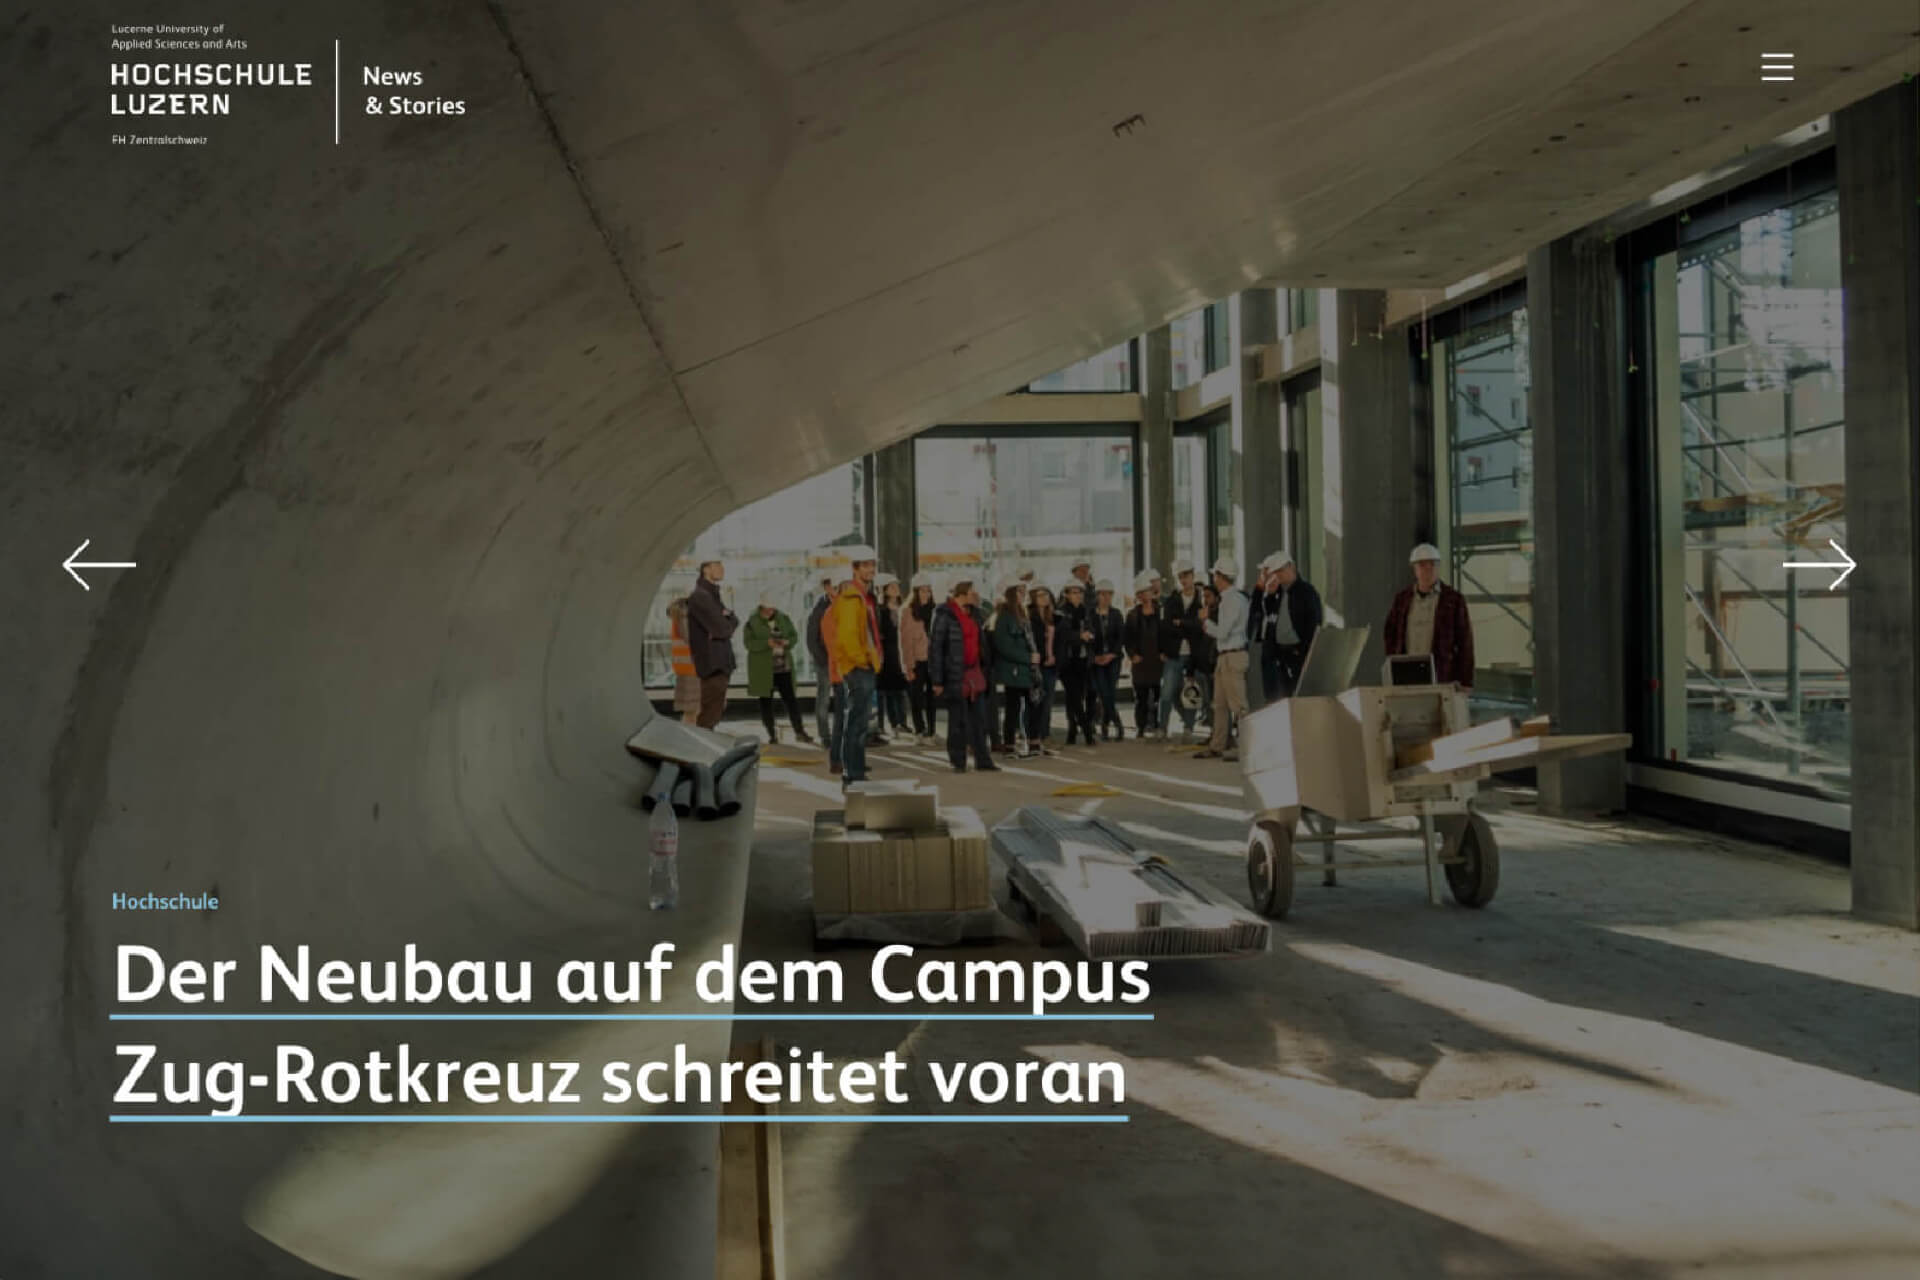 Lucerne University of
Applied Sciences and Arts
HOCHSCHULE
LUZERN
FH Zentralschweiz
News
& Stories
Hochschule
Der Neubau auf dem Campus
Zug-Rotkreuz schreitet voran